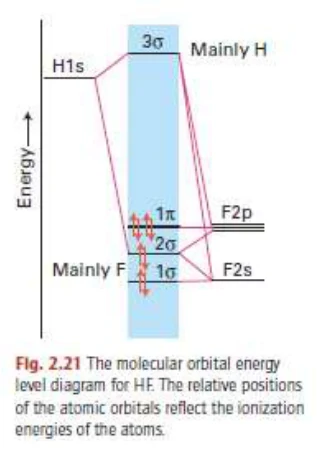 3σ
Mainly H
H1s
Energy
1π
F2p
2σ
Mainly F
1σ
F2s
Fig. 2.21 The molecular orbital energy
level diagram for HF. The relative positions
of the atomic orbitals reflect the ionization
energies of the atoms.